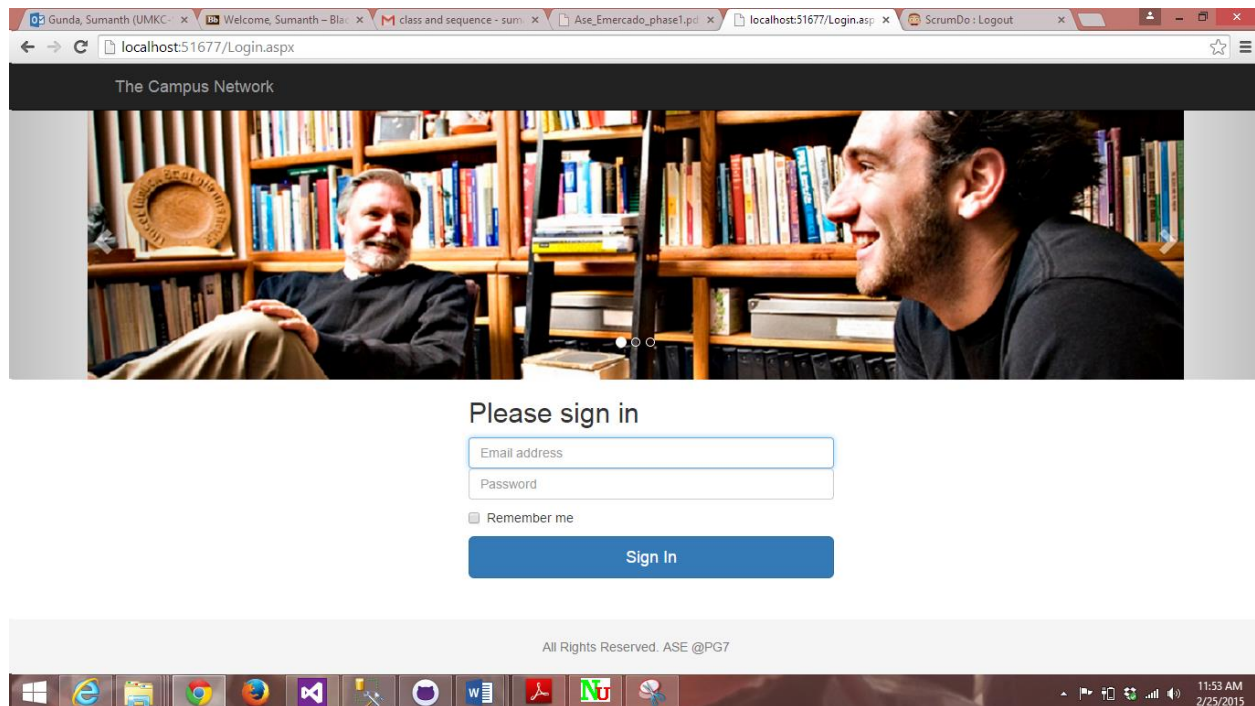 Gunda, Sumanth (UMKC-
Welcome, Sumanth – Blac
class and sequence - sum
Ase_Emercado_phase1.pd
localhost:51677/Login.asp
ScrumDo : Logout
localhost:51677/Login.aspx
The Campus Network
Please sign in
Email address
Password
Remember me
Sign In
All Rights Reserved. ASE @PG7
11:53 AM
2/25/2015